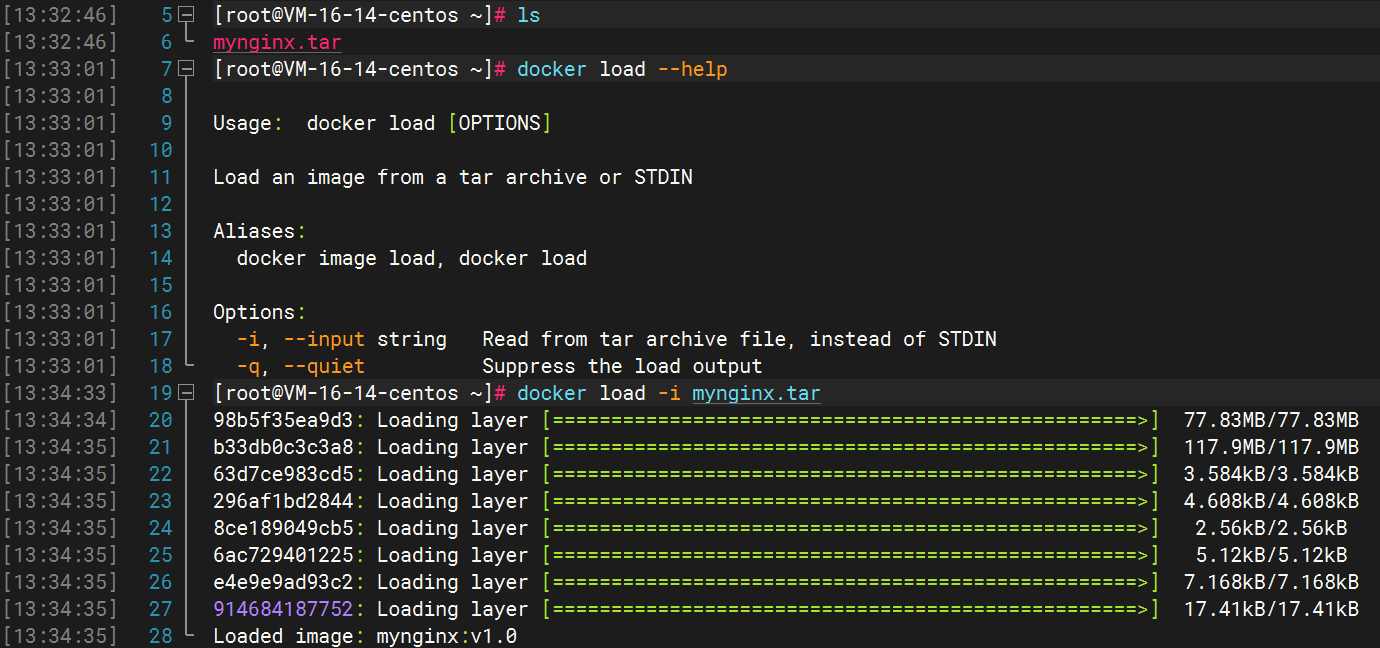 [13:32:46] 5 [root@VM-16-14-centos ~]# ls
[13:32:46] 6 mynginx.tar
[13:33:01] 7 [root@VM-16-14-centos ~]# docker load --help
[13:33:01] 8
[13:33:01] 9 Usage:  docker load [OPTIONS]
[13:33:01] 10
[13:33:01] 11 Load an image from a tar archive or STDIN
[13:33:01] 12
[13:33:01] 13 Aliases:
[13:33:01] 14   docker image load, docker load
[13:33:01] 15
[13:33:01] 16 Options:
[13:33:01] 17   -i, --input string   Read from tar archive file, instead of STDIN
[13:33:01] 18   -q, --quiet          Suppress the load output
[13:34:33] 19 [root@VM-16-14-centos ~]# docker load -i mynginx.tar
[13:34:34] 20 98b5f35ea9d3: Loading layer [==================================================>]  77.83MB/77.83MB
[13:34:35] 21 b33db0c3c3a8: Loading layer [==================================================>]  117.9MB/117.9MB
[13:34:35] 22 63d7ce983cd5: Loading layer [==================================================>]  3.584kB/3.584kB
[13:34:35] 23 296af1bd2844: Loading layer [==================================================>]  4.608kB/4.608kB
[13:34:35] 24 8ce189049cb5: Loading layer [==================================================>]   2.56kB/2.56kB
[13:34:35] 25 6ac729401225: Loading layer [==================================================>]   5.12kB/5.12kB
[13:34:35] 26 e4e9e9ad93c2: Loading layer [==================================================>]  7.168kB/7.168kB
[13:34:35] 27 914684187752: Loading layer [==================================================>]  17.41kB/17.41kB
[13:34:35] 28 Loaded image: mynginx:v1.0